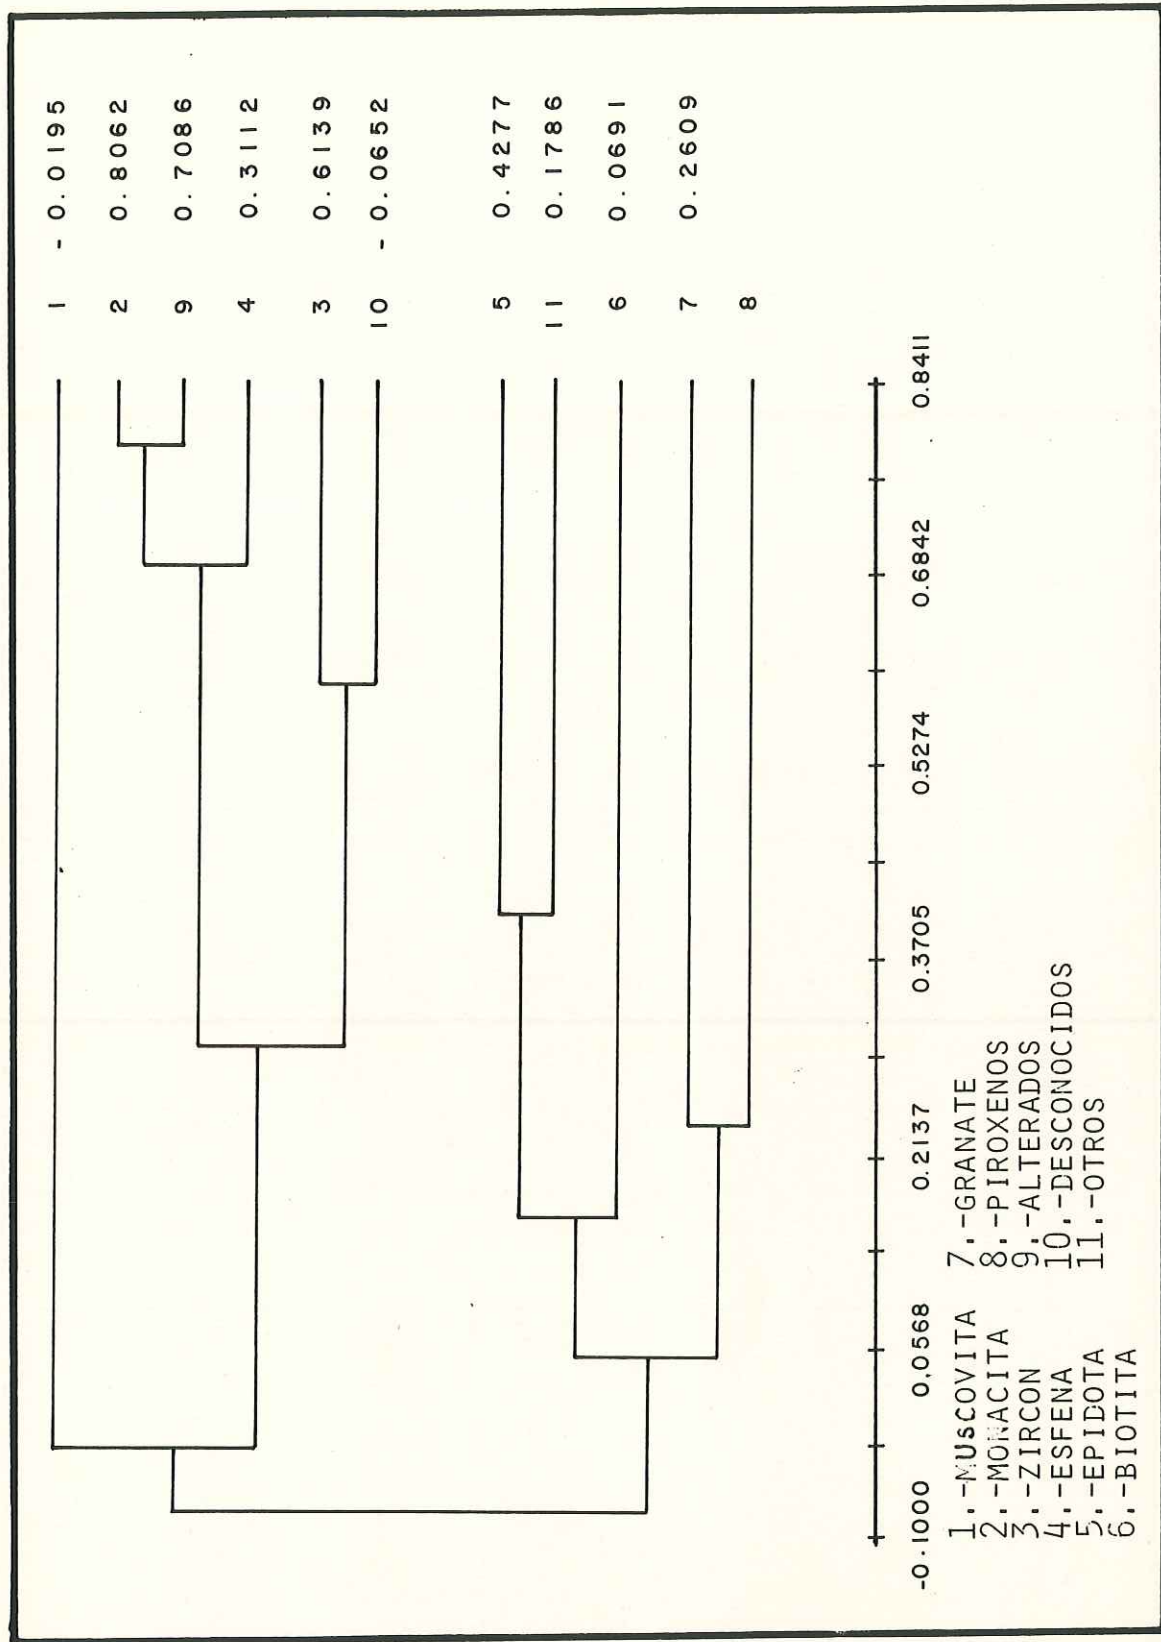 1 - 0.0195
2 0.8062
9 0.7086
4 0.3112
3 0.6139
10 - 0.0652
5 0.4277
11 0.1786
6 0.0691
7 0.2609
8
-0.1000 0,0568 0.2137 0.3705 0.5274 0.6842 0.8411
1.-MUSCOVITA 7.-GRANATE
2.-MONACITA 8.-PIROXENOS
3.-ZIRCON 9.-ALTERADOS
4.-ESFENA 10.-DESCONOCIDOS
5.-EPIDOTA 11.-OTROS
6.-BIOTITA